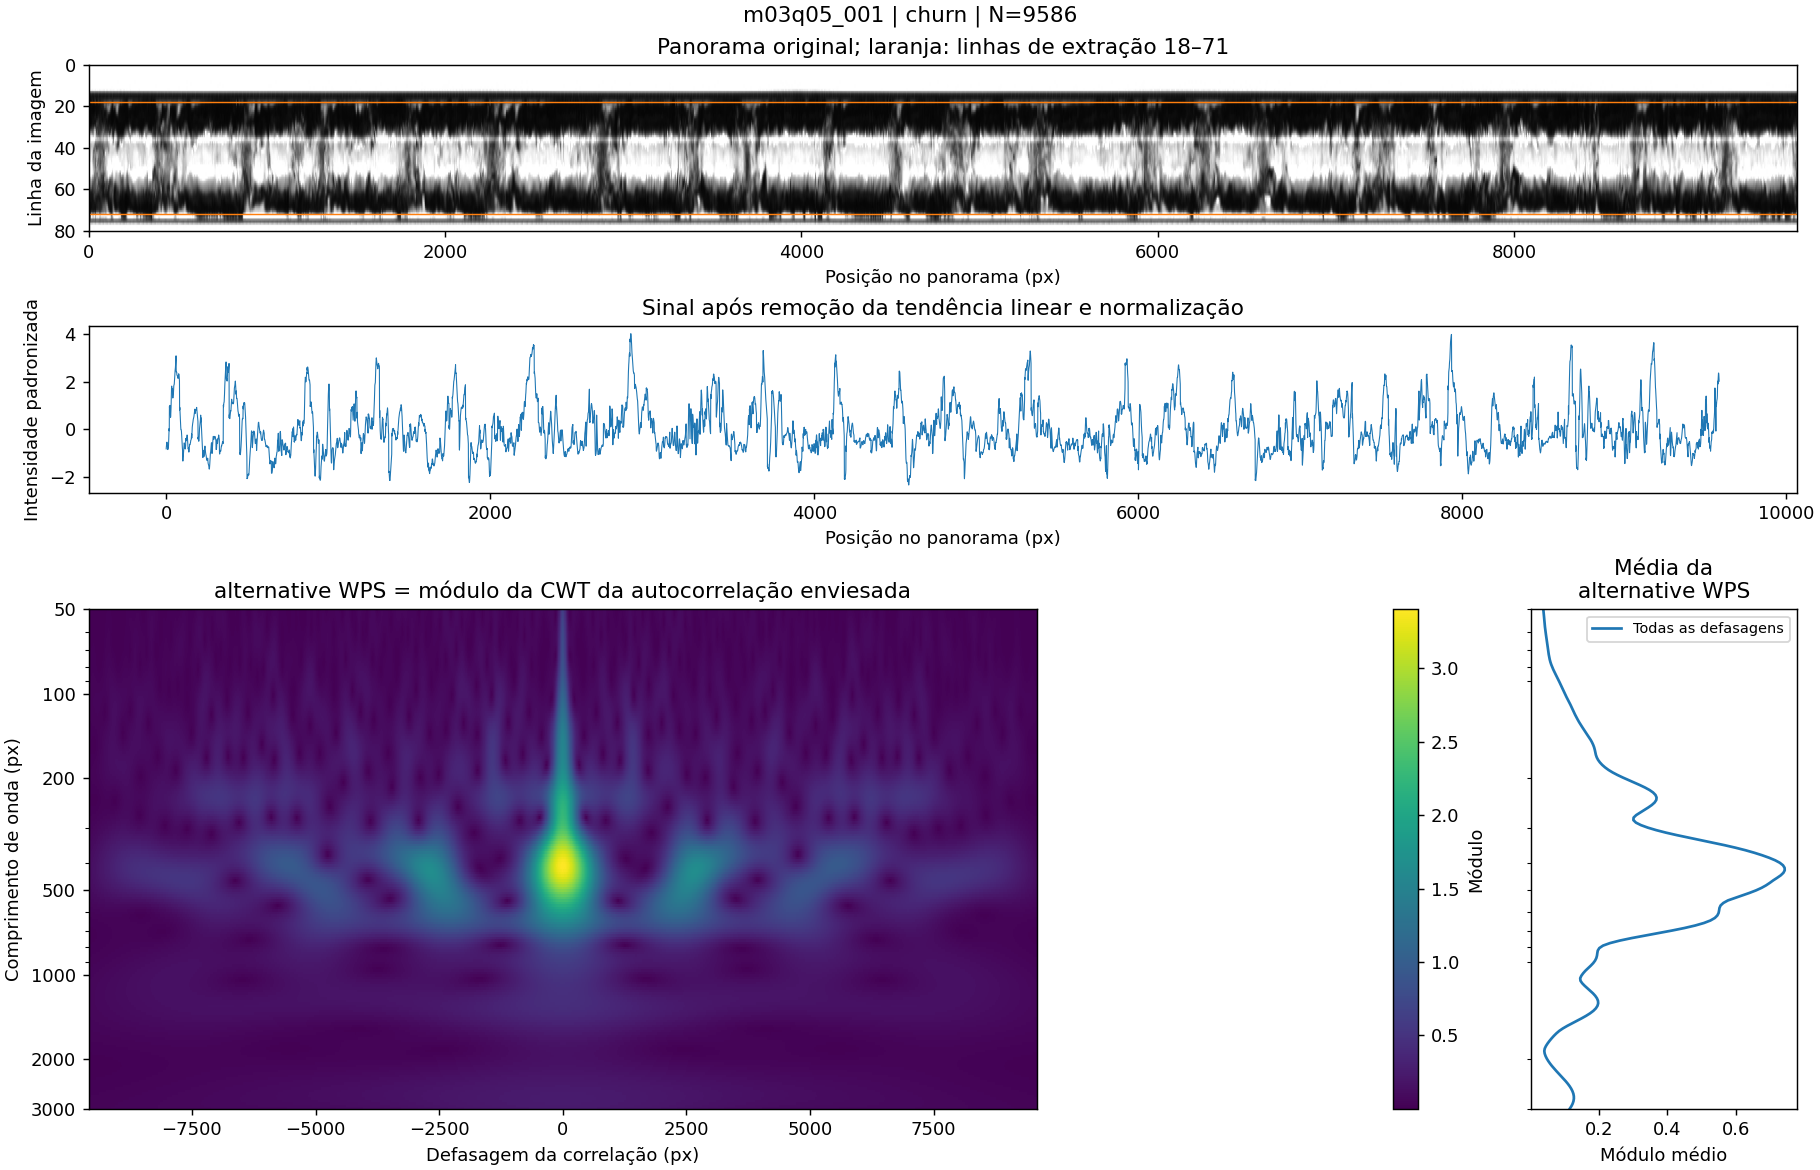 m03q05_001 | churn | N=9586
Panorama original; laranja: linhas de extração 18–71
Linha da imagem
0
20
40
60
80
0
2000
4000
6000
8000
Posição no panorama (px)
Sinal após remoção da tendência linear e normalização
Intensidade padronizada
4
2
0
−2
0
2000
4000
6000
8000
10000
Posição no panorama (px)
alternative WPS = módulo da CWT da autocorrelação enviesada
Comprimento de onda (px)
50
100
200
500
1000
2000
3000
−7500
−5000
−2500
0
2500
5000
7500
Defasagem da correlação (px)
3.0
2.5
2.0
1.5
1.0
0.5
Módulo
Média da
alternative WPS
Todas as defasagens
0.2
0.4
0.6
Módulo médio